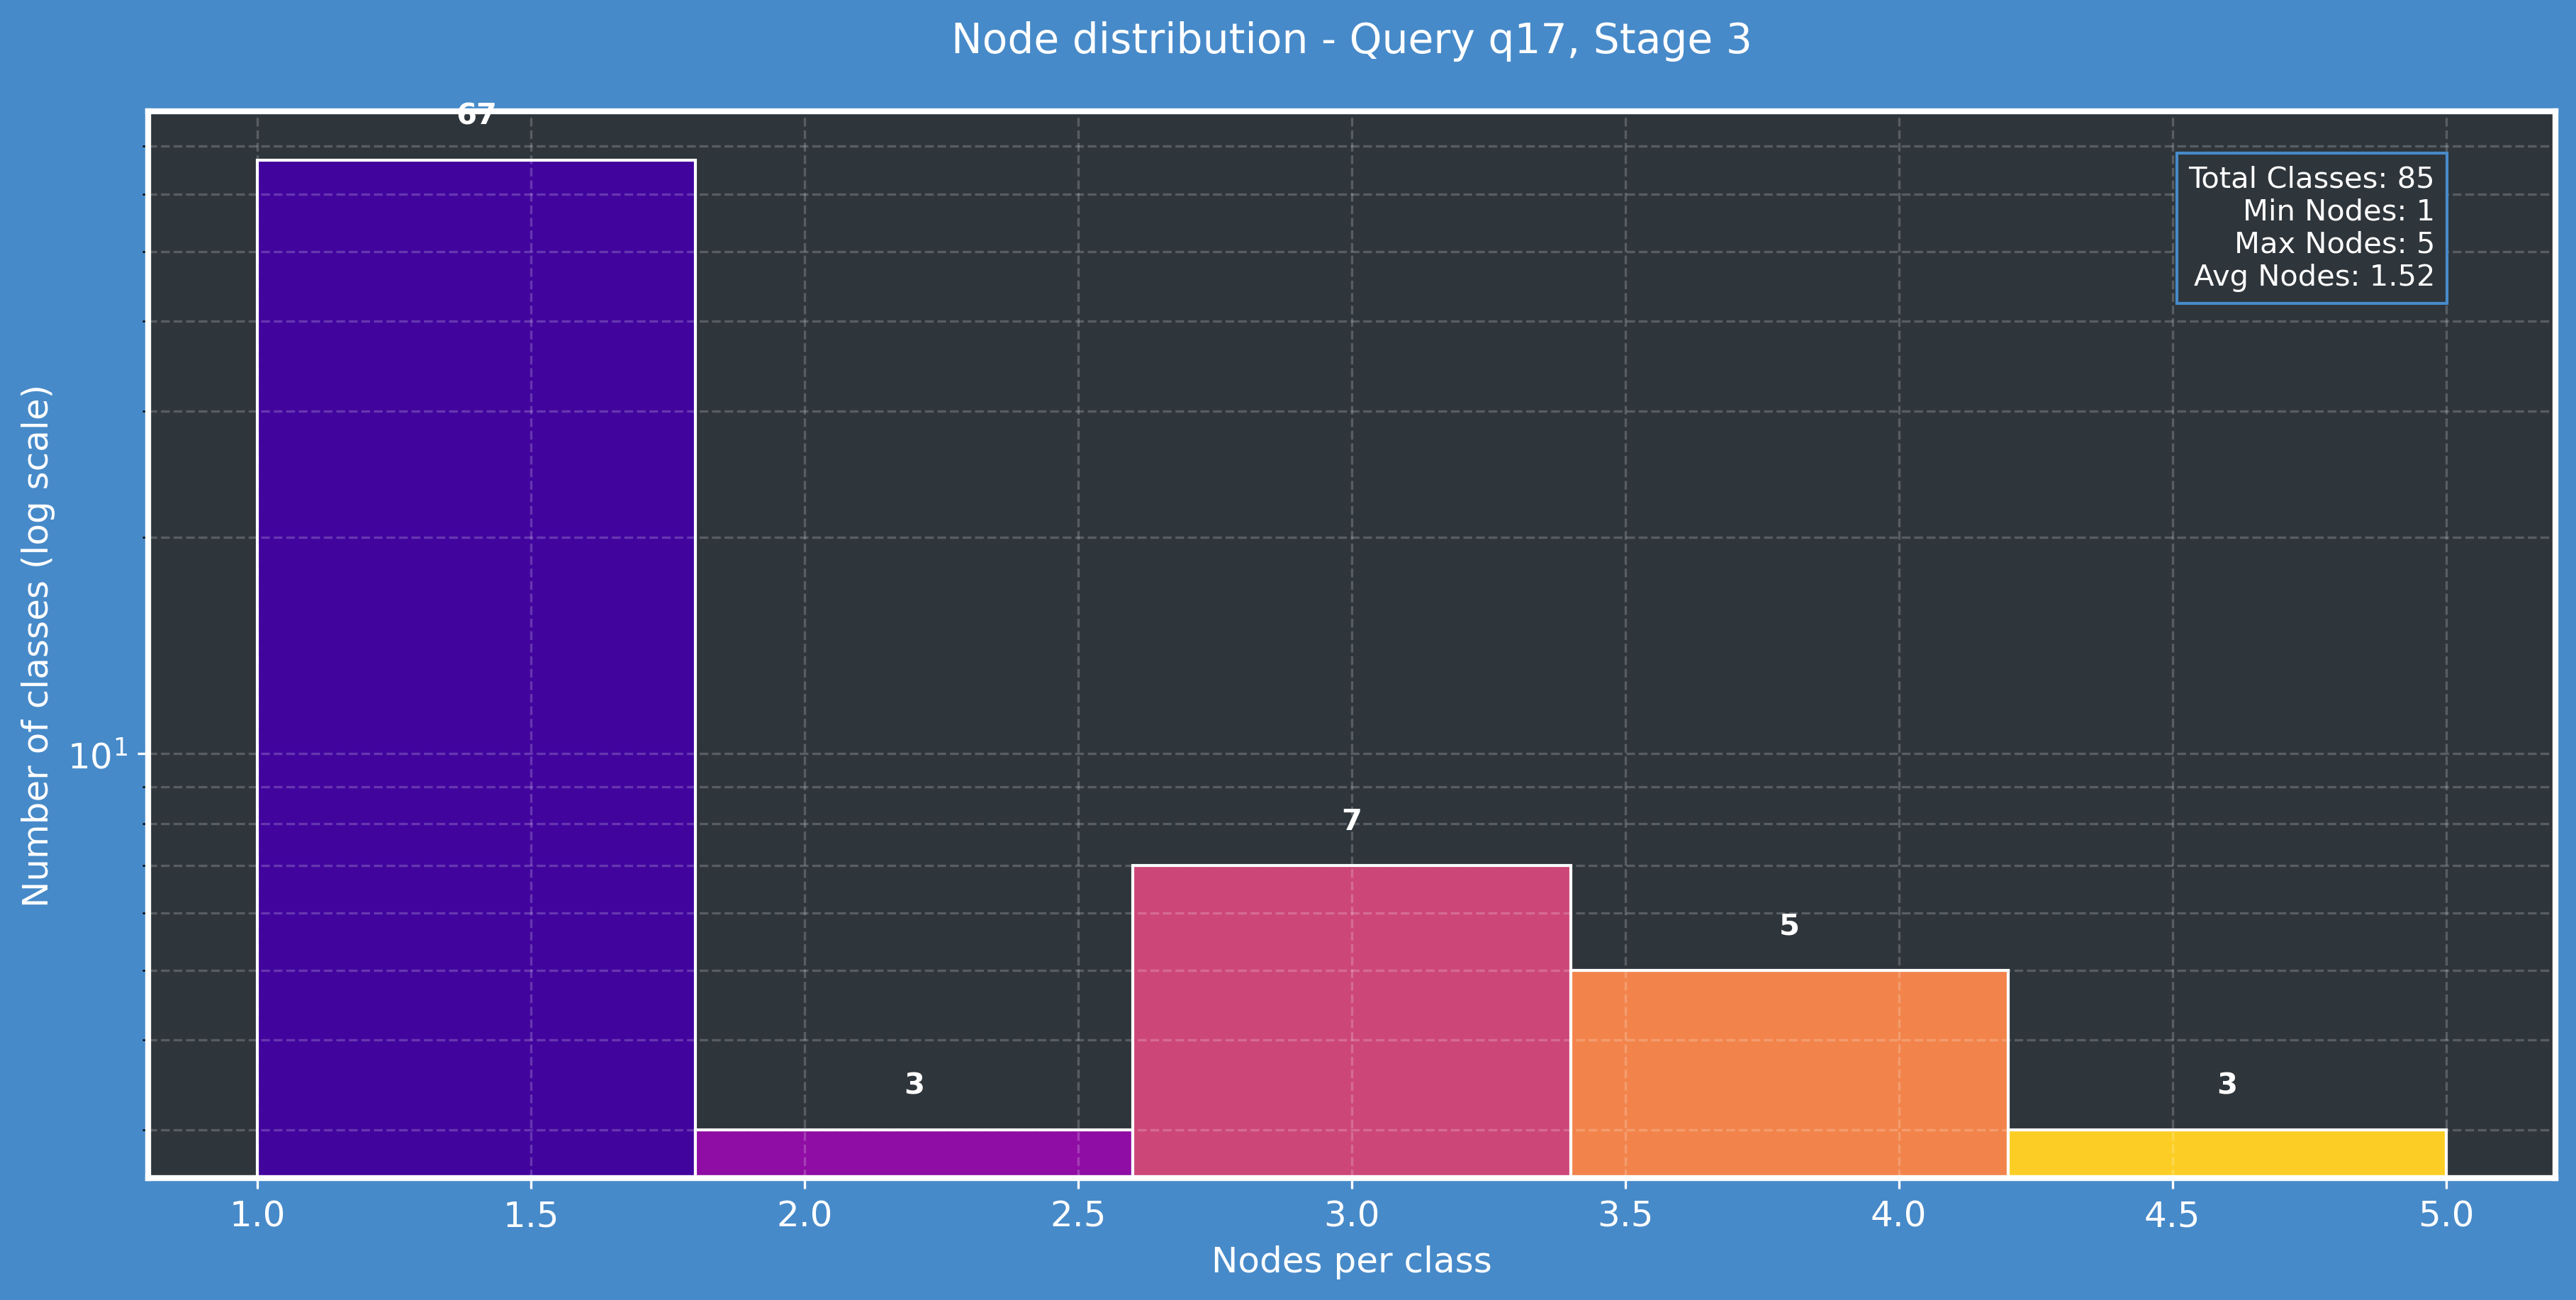 Node distribution - Query q17, Stage 3
67
Total Classes: 85
Min Nodes: 1
Max Nodes: 5
Avg Nodes: 1.52
Number of classes (log scale)
10¹
7
5
3
3
1.0 1.5 2.0 2.5 3.0 3.5 4.0 4.5 5.0
Nodes per class